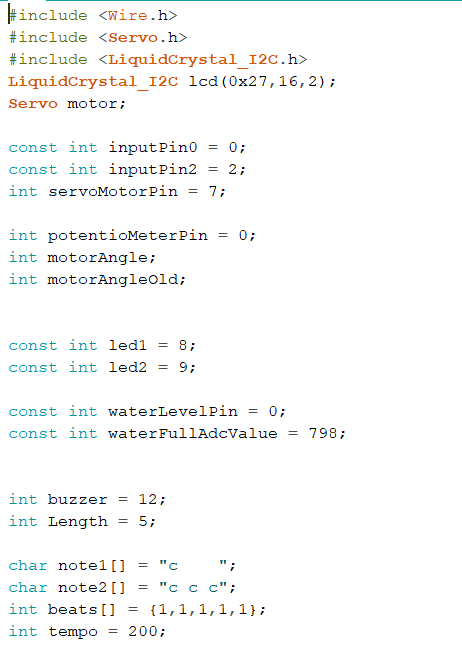 #include <Wire.h>
#include <Servo.h>
#include <LiquidCrystal_I2C.h>
LiquidCrystal_I2C lcd(0x27,16,2);
Servo motor;
const int inputPin0 = 0;
const int inputPin2 = 2;
int servoMotorPin = 7;
int potentioMeterPin = 0;
int motorAngle;
int motorAngleOld;
const int led1 = 8;
const int led2 = 9;
const int waterLevelPin = 0;
const int waterFullAdcValue = 798;
int buzzer = 12;
int Length = 5;
char note1[] = "c    ";
char note2[] = "c c c";
int beats[] = {1,1,1,1,1};
int tempo = 200;